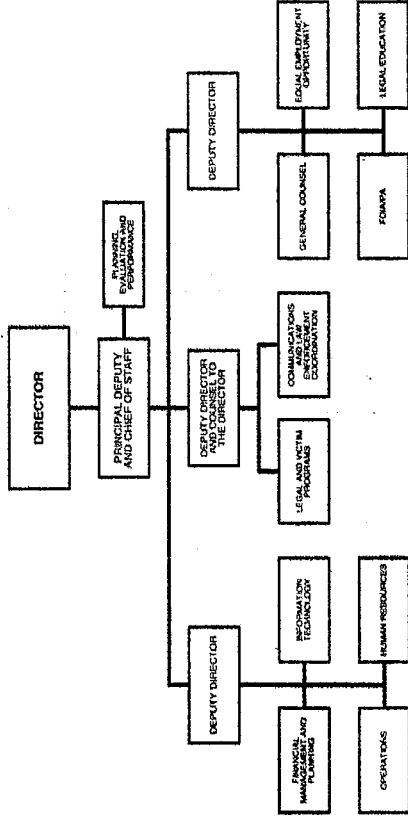 DIRECTOR
PRINCIPAL DEPUTY
AND CHIEF OF STAFF
PLANNING,
EVALUATION AND
PERFORMANCE
DEPUTY DIRECTOR
DEPUTY DIRECTOR
AND COUNSEL TO
THE DIRECTOR
DEPUTY DIRECTOR
FINANCIAL
MANAGEMENT AND
PLANNING
INFORMATION
TECHNOLOGY
OPERATIONS
HUMAN RESOURCES
LEGAL AND VICTIM
PROGRAMS
COMMUNICATIONS
AND LAW
ENFORCEMENT
COORDINATION
GENERAL COUNSEL
EQUAL EMPLOYMENT
OPPORTUNITY
FOIA/PA
LEGAL EDUCATION